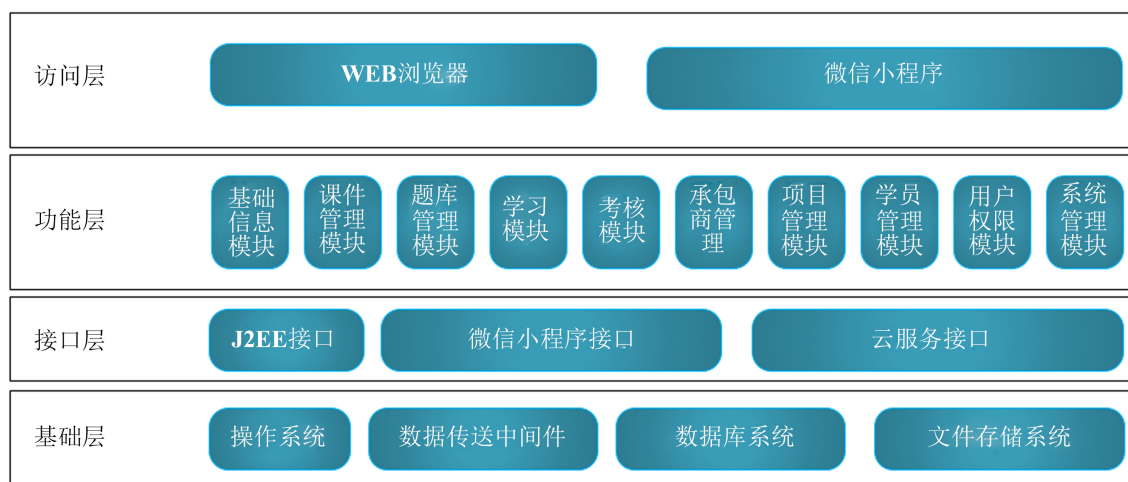 访问层
WEB浏览器
微信小程序
功能层
基础
信息
模块
课件
管理
模块
题库
管理
模块
学习
模块
考核
模块
承包
商管
理
项目
管理
模块
学员
管理
模块
用户
权限
模块
系统
管理
模块
接口层
J2EE接口
微信小程序接口
云服务接口
基础层
操作系统
数据传送中间件
数据库系统
文件存储系统